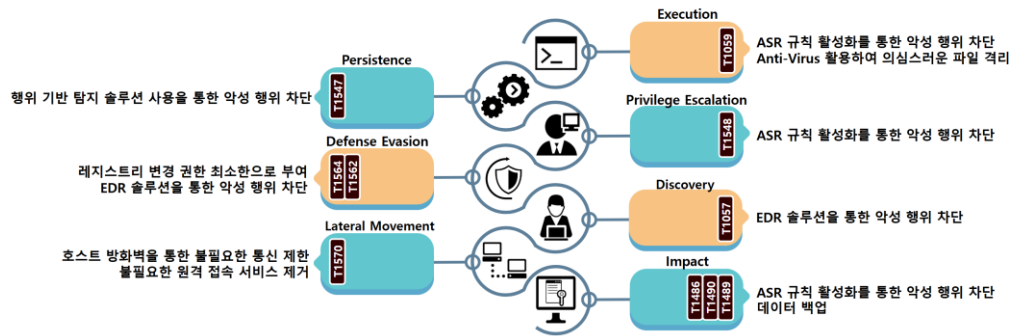 Execution
T1059
ASR 규칙 활성화를 통한 악성 행위 차단
Anti-Virus 활용하여 의심스러운 파일 격리
Persistence
T1547
행위 기반 탐지 솔루션 사용을 통한 악성 행위 차단
Privilege Escalation
T1548
ASR 규칙 활성화를 통한 악성 행위 차단
Defense Evasion
T1564
T1562
레지스트리 변경 권한 최소한으로 부여
EDR 솔루션을 통한 악성 행위 차단
Discovery
T1057
EDR 솔루션을 통한 악성 행위 차단
Lateral Movement
T1570
호스트 방화벽을 통한 불필요한 통신 제한
불필요한 원격 접속 서비스 제거
Impact
T1486
T1490
T1489
ASR 규칙 활성화를 통한 악성 행위 차단
데이터 백업